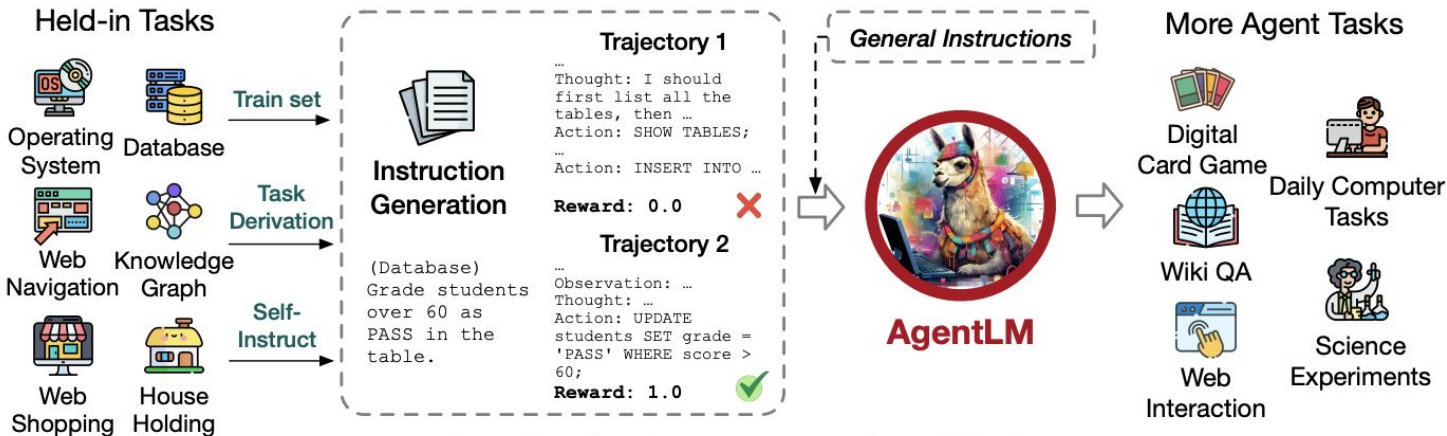 Held-in Tasks
OS
Operating
System
Database
Web
Navigation
Knowledge
Graph
Web
Shopping
House
Holding
Train set
Task
Derivation
Self-
Instruct
Instruction
Generation
(Database)
Grade students
over 60 as
PASS in the
table.
Trajectory 1
…
Thought: I should
first list all the
tables, then …
Action: SHOW TABLES;
…
Action: INSERT INTO …
Reward: 0.0
Trajectory 2
…
Observation: …
Thought: …
Action: UPDATE
students SET grade =
'PASS' WHERE score >
60;
Reward: 1.0
General Instructions
AgentLM
More Agent Tasks
Digital
Card Game
Daily Computer
Tasks
Wiki QA
Web
Interaction
Science
Experiments